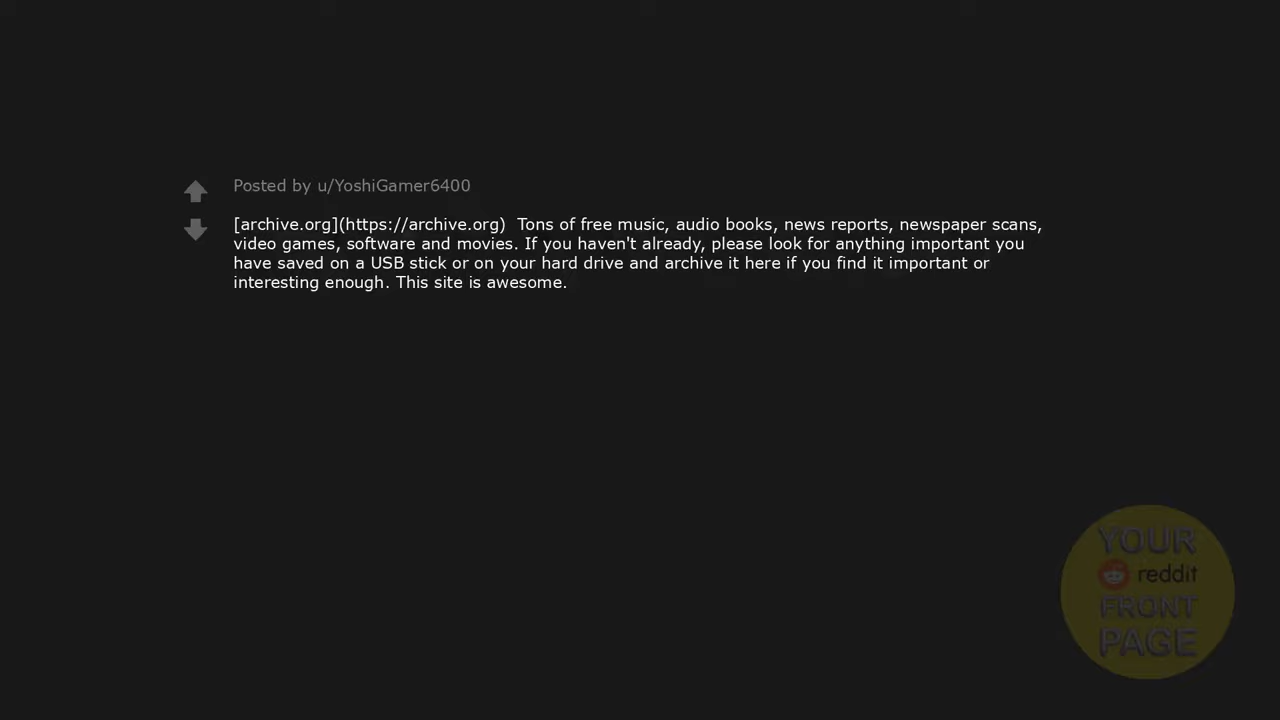 Posted by u/YoshiGamer6400
[archive.org](https://archive.org)  Tons of free music, audio books, news reports, newspaper scans,
video games, software and movies. If you haven't already, please look for anything important you
have saved on a USB stick or on your hard drive and archive it here if you find it important or
interesting enough. This site is awesome.
YOUR
reddit
FRONT
PAGE